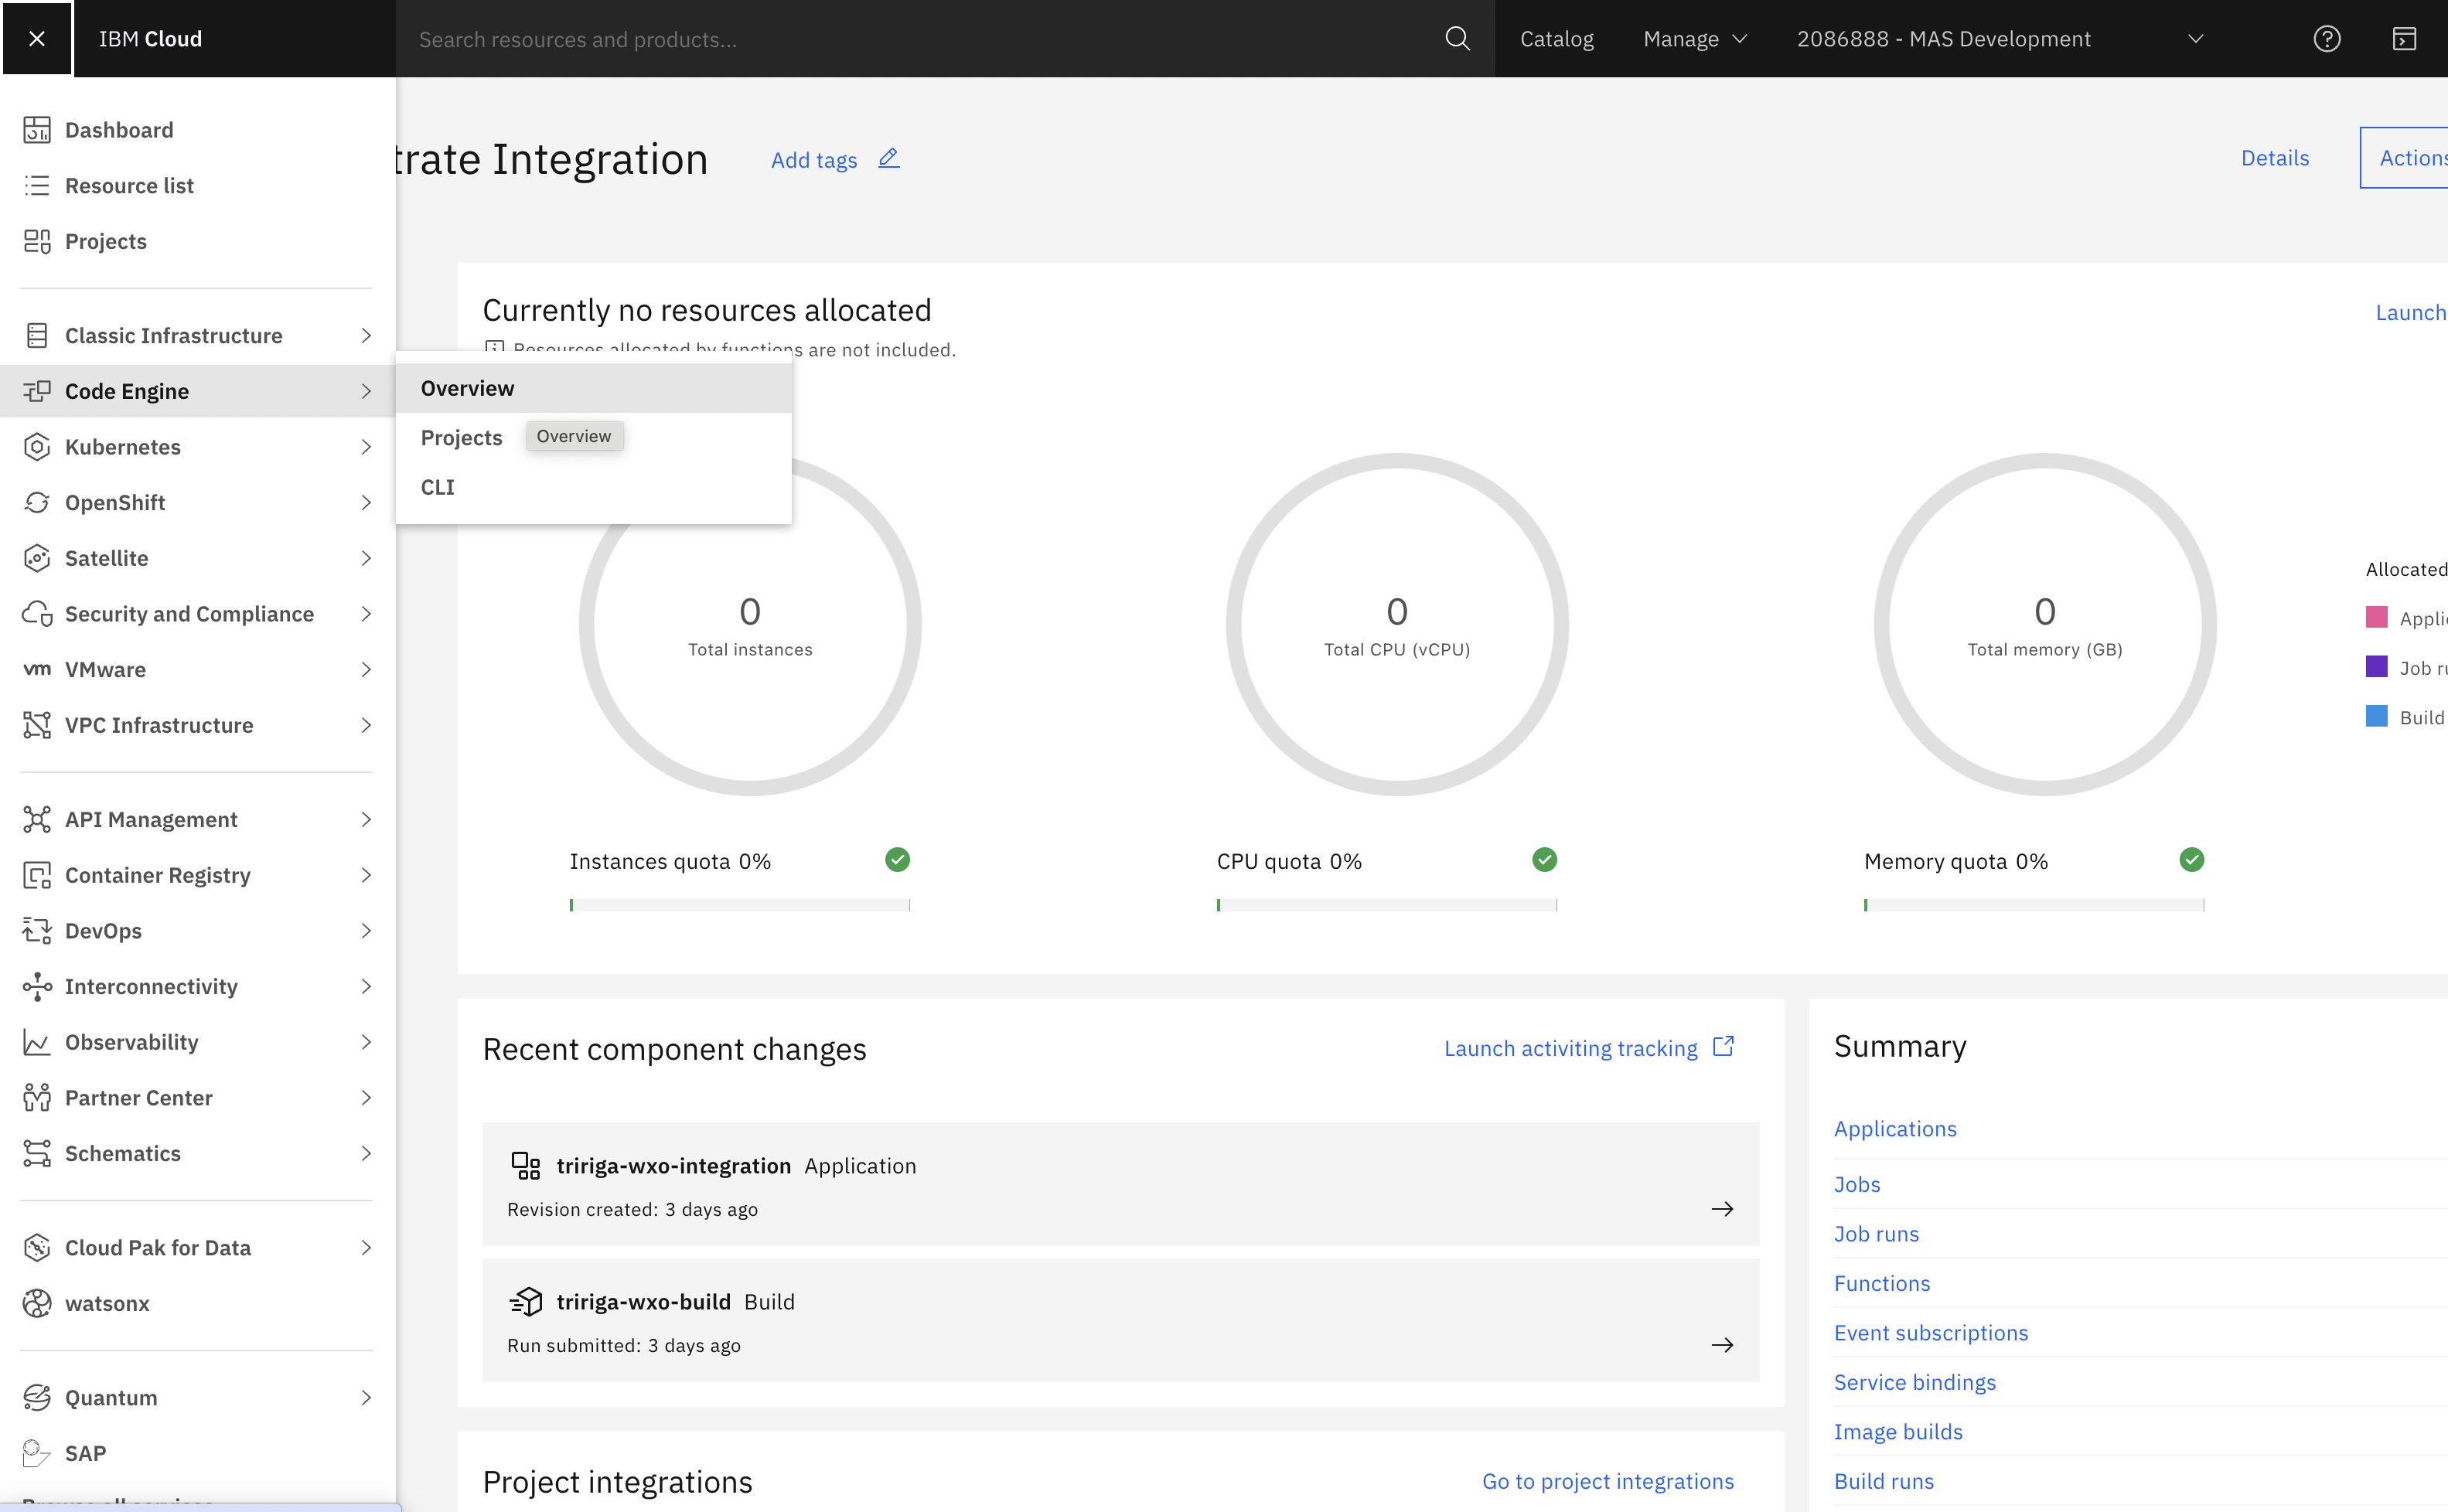 IBM Cloud
Search resources and products...
Catalog
Manage
2086888 - MAS Development
Dashboard
Resource list
Projects
Classic Infrastructure
Code Engine
Kubernetes
OpenShift
Satellite
Security and Compliance
VMware
VPC Infrastructure
API Management
Container Registry
DevOps
Interconnectivity
Observability
Partner Center
Schematics
Cloud Pak for Data
watsonx
Quantum
SAP
Overview
Projects
Overview
CLI
trate Integration
Add tags
Details
Actions
Currently no resources allocated
Launch
Resources allocated by functions are not included.
0
Total instances
0
Total CPU (vCPU)
0
Total memory (GB)
Allocated
Applic
Job ru
Build
Instances quota 0%
CPU quota 0%
Memory quota 0%
Recent component changes
Launch activiting tracking
tririga-wxo-integration Application
Revision created: 3 days ago
tririga-wxo-build Build
Run submitted: 3 days ago
Project integrations
Go to project integrations
Summary
Applications
Jobs
Job runs
Functions
Event subscriptions
Service bindings
Image builds
Build runs